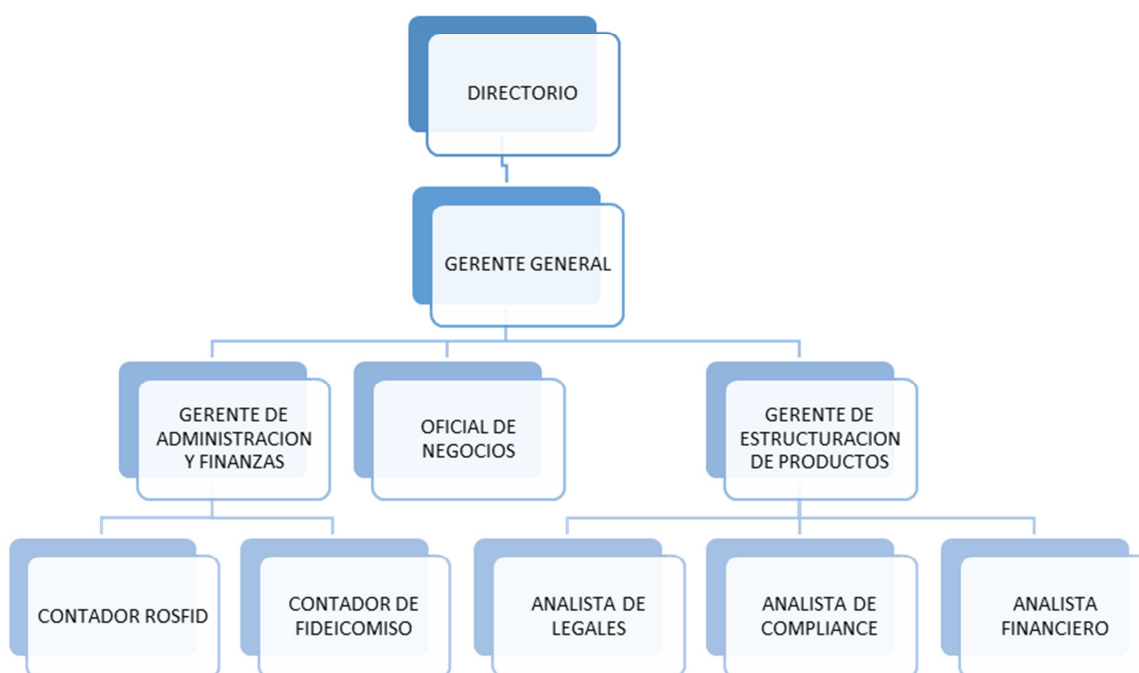 DIRECTORIO
GERENTE GENERAL
GERENTE DE
ADMINISTRACION
Y FINANZAS
OFICIAL DE
NEGOCIOS
GERENTE DE
ESTRUCTURACION
DE PRODUCTOS
CONTADOR ROSFID
CONTADOR DE
FIDEICOMISO
ANALISTA DE
LEGALES
ANALISTA DE
COMPLIANCE
ANALISTA
FINANCIERO